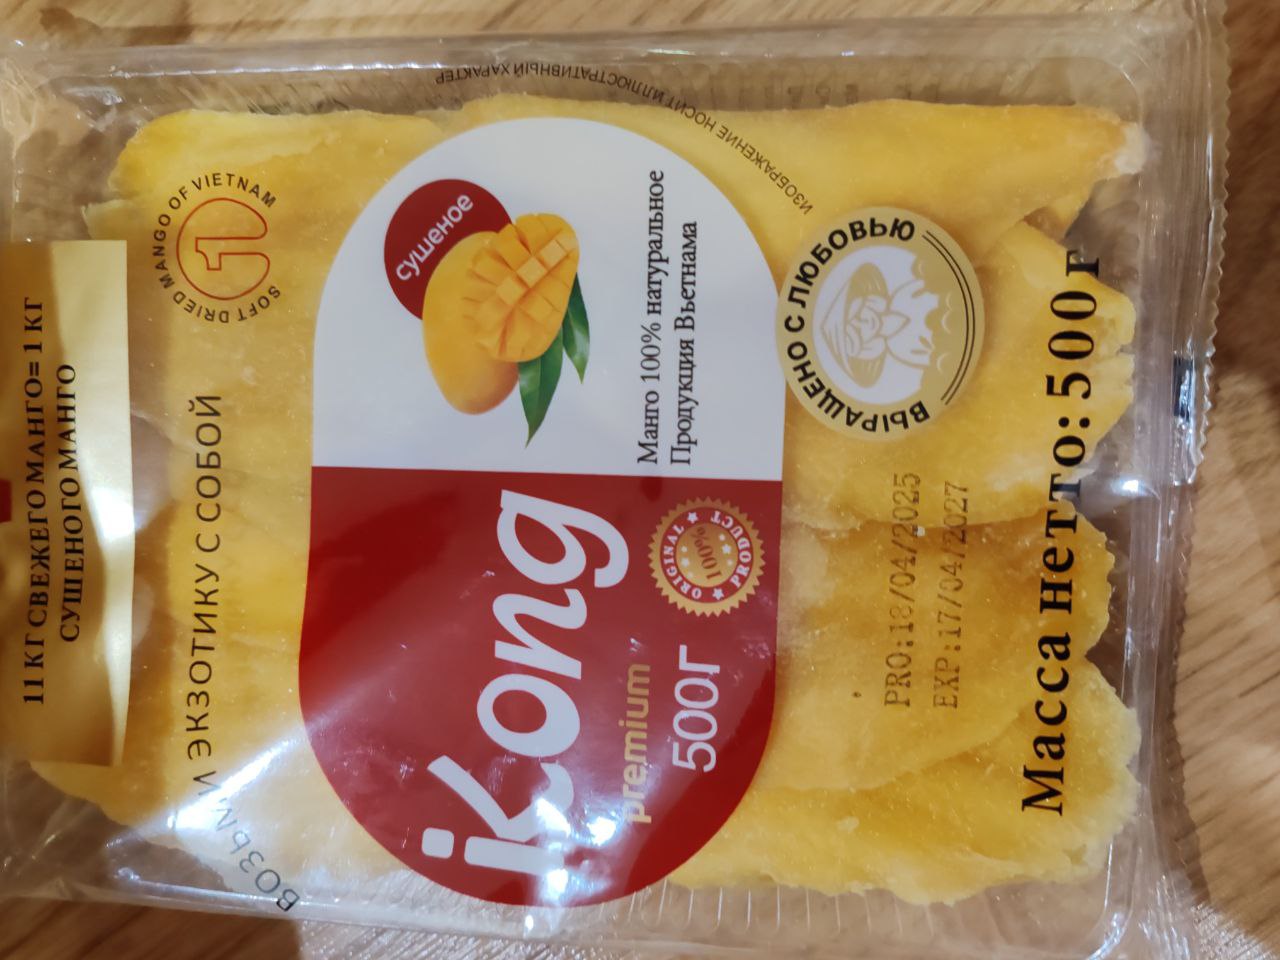 11 КГ СВЕЖЕГО МАНГО= 1 КГ
СУШЕНОГО МАНГО
ВОЗЬМИ ЭКЗОТИКУ С СОБОЙ
SOFT DRIED MANGO OF VIETNAM
1
iKong
premium
500Г
ORIGINAL
100%
PRODUCT
сушеное
Манго 100% натуральное
Продукция Вьетнама
ИЗОБРАЖЕНИЕ НОСИТ ИЛЛЮСТРАТИВНЫЙ ХАРАКТЕР
ВЫРАЩЕНО С ЛЮБОВЬЮ
PRO:18/04/2025
EXP:17/04/2027
Масса нетто: 500 г